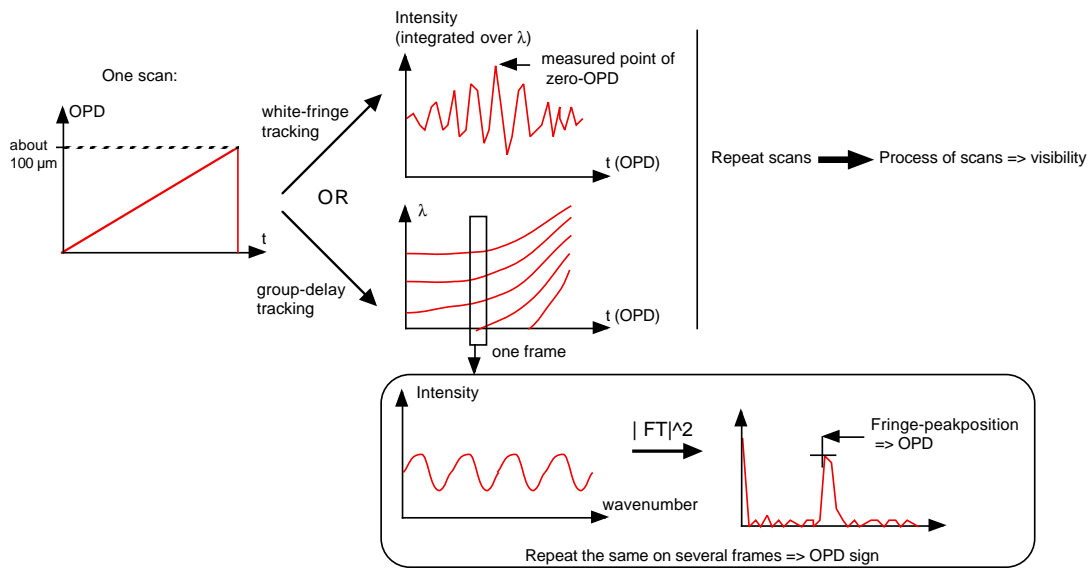 One scan:
OPD
about
100 µm
t
white-fringe
tracking
OR
group-delay
tracking
Intensity
(integrated over λ)
measured point of
zero-OPD
t (OPD)
λ
t (OPD)
one frame
Repeat scans
Process of scans => visibility
Intensity
wavenumber
| FT|^2
Fringe-peakposition
=> OPD
Repeat the same on several frames => OPD sign